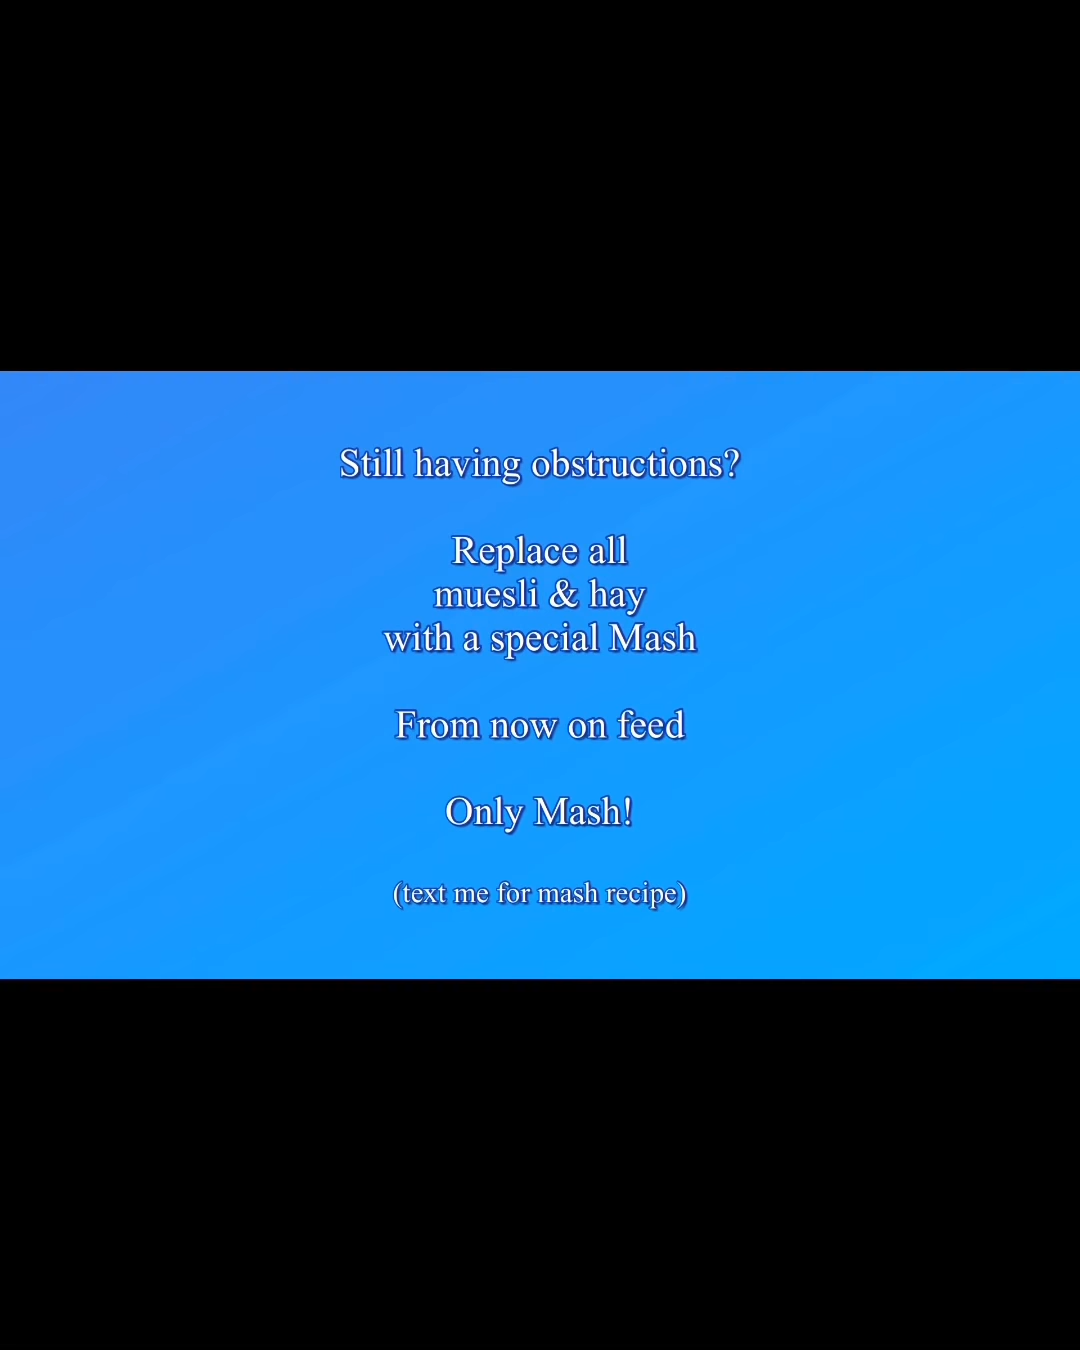 Still having obstructions?
Replace all
muesli & hay
with a special Mash
From now on feed
Only Mash!
(text me for mash recipe)